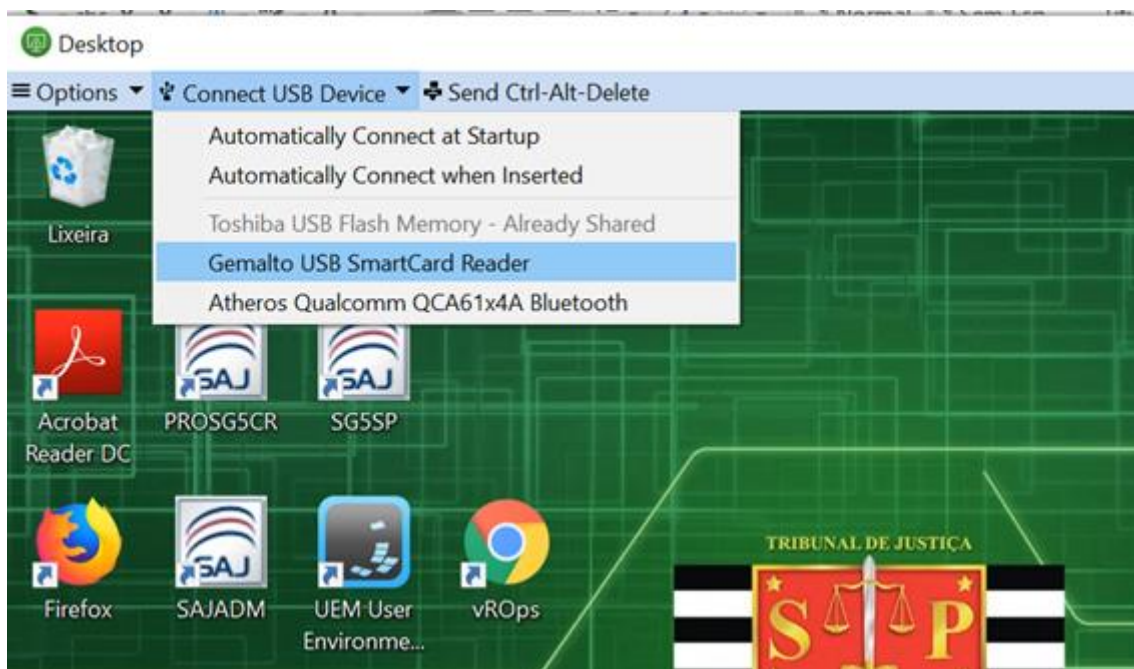 Desktop
Options
Connect USB Device
Send Ctrl-Alt-Delete
Automatically Connect at Startup
Automatically Connect when Inserted
Toshiba USB Flash Memory - Already Shared
Gemalto USB SmartCard Reader
Atheros Qualcomm QCA61x4A Bluetooth
Lixeira
SAJ
SAJ
Acrobat
Reader DC
PROSG5CR
SG5SP
SAJ
Firefox
SAJADM
UEM User
Environme...
vROps
TRIBUNAL DE JUSTIÇA
S P